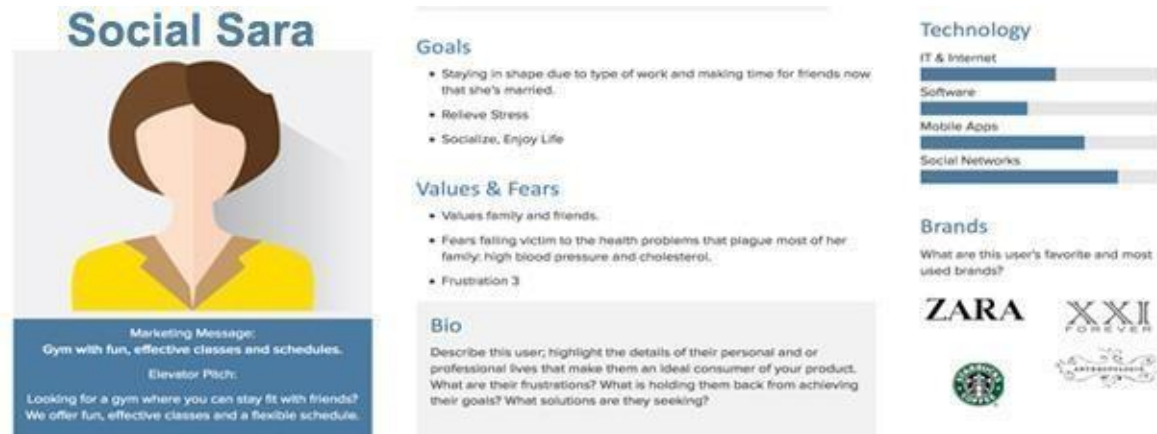 Social Sara
Marketing Message:
Gym with fun, effective classes and schedules.
Elevator Pitch:
Looking for a gym where you can stay fit with friends?
We offer fun, effective classes and a flexible schedule.
Goals
• Staying in shape due to type of work and making time for friends now
that she's married.
• Relieve Stress
• Socialize, Enjoy Life
Values & Fears
• Values family and friends.
• Fears falling victim to the health problems that plague most of her
family: high blood pressure and cholesterol.
• Frustration 3
Bio
Describe this user; highlight the details of their personal and or
professional lives that make them an ideal consumer of your product.
What are their frustrations? What is holding them back from achieving
their goals? What solutions are they seeking?
Technology
IT & Internet
Software
Mobile Apps
Social Networks
Brands
What are this user's favorite and most
used brands?
ZARA
XXI
FOREVER
STARBUCKS
COFFEE
ANTHROPOLOGIE